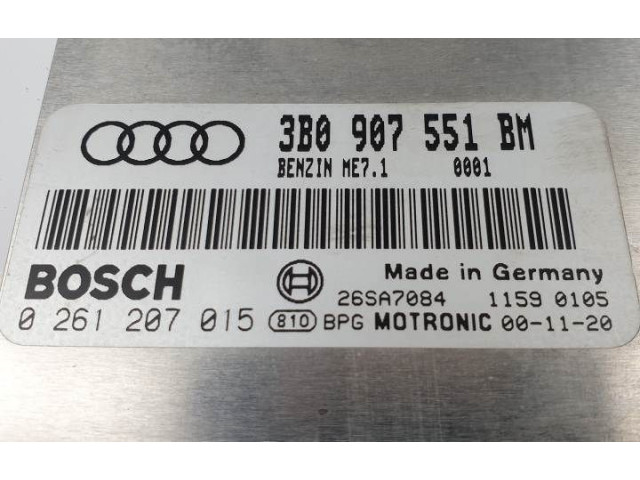 3B0 907 551 BM
BENZIN ME7.1 0001
BOSCH Made in Germany
26SA7084 1159 0105
0 261 207 015 810 BPG MOTRONIC 00-11-20